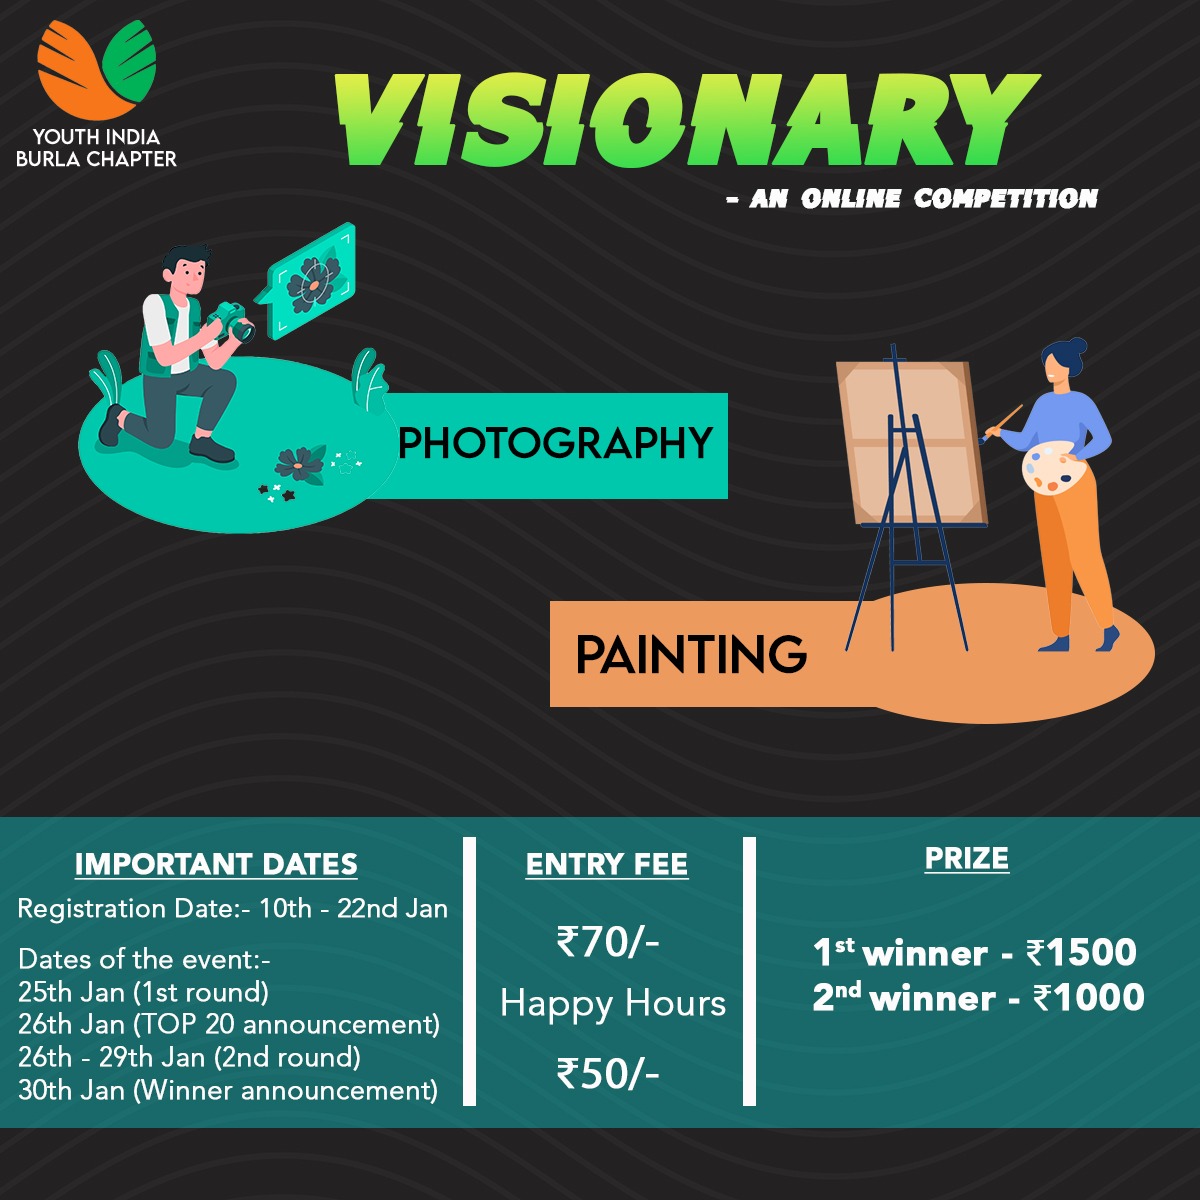 YOUTH INDIA
BURLA CHAPTER
VISIONARY
- AN ONLINE COMPETITION
PHOTOGRAPHY
PAINTING
IMPORTANT DATES
Registration Date:- 10th - 22nd Jan
Dates of the event:-
25th Jan (1st round)
26th Jan (TOP 20 announcement)
26th - 29th Jan (2nd round)
30th Jan (Winner announcement)
ENTRY FEE
₹70/-
Happy Hours
₹50/-
PRIZE
1st winner - ₹1500
2nd winner - ₹1000